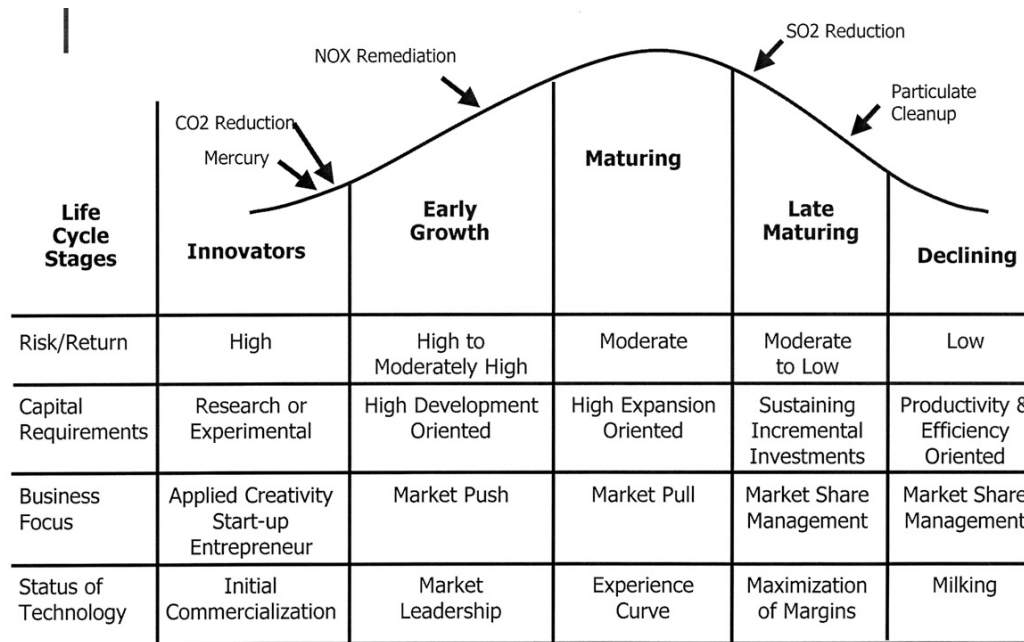 SO2 Reduction
NOX Remediation
Particulate
Cleanup
CO2 Reduction
Mercury
Maturing
Life
Cycle
Stages
Innovators
Early
Growth
Late
Maturing
Declining
Risk/Return
High
High to
Moderately High
Moderate
Moderate
to Low
Low
Capital
Requirements
Research or
Experimental
High Development
Oriented
High Expansion
Oriented
Sustaining
Incremental
Investments
Productivity &
Efficiency
Oriented
Business
Focus
Applied Creativity
Start-up
Entrepreneur
Market Push
Market Pull
Market Share
Management
Market Share
Management
Status of
Technology
Initial
Commercialization
Market
Leadership
Experience
Curve
Maximization
of Margins
Milking